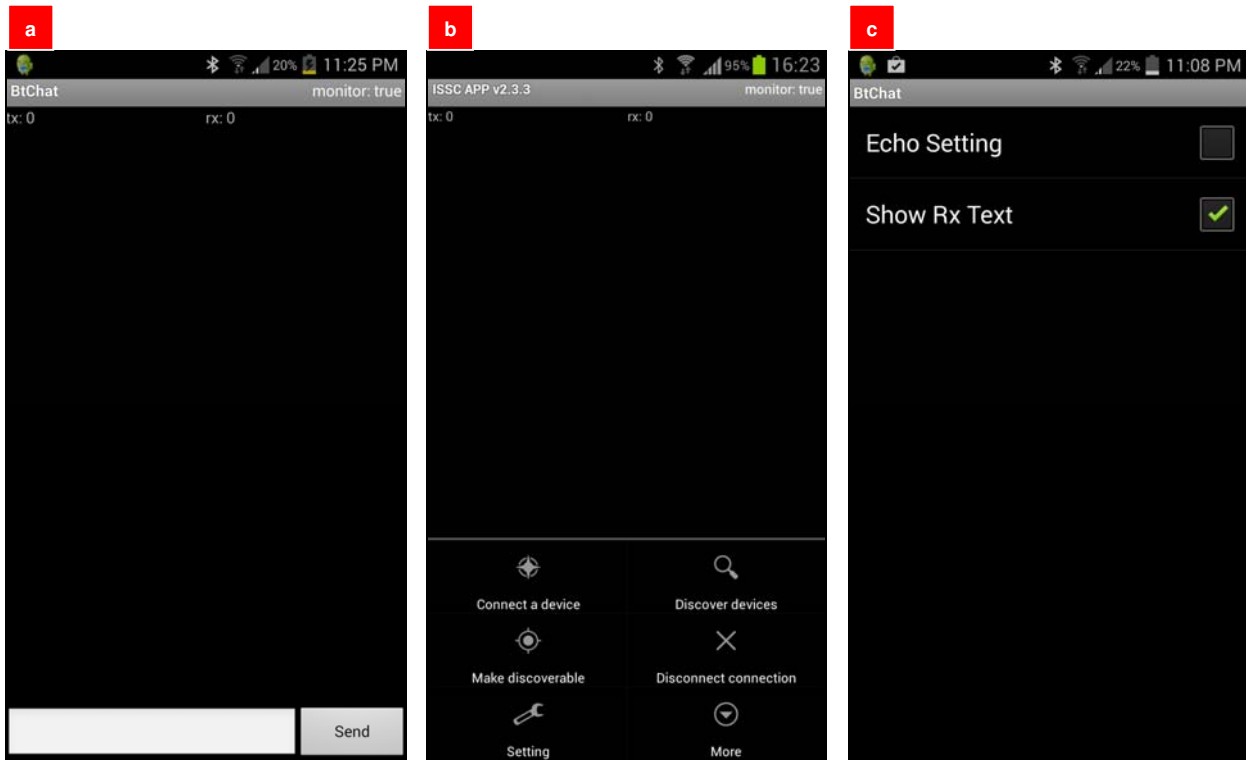 a
20% 11:25 PM
BtChat monitor: true
tx: 0 rx: 0
Send
b
95% 16:23
ISSC APP v2.3.3 monitor: true
tx: 0 rx: 0
Connect a device Discover devices
Make discoverable Disconnect connection
Setting More
c
22% 11:08 PM
BtChat
Echo Setting
Show Rx Text